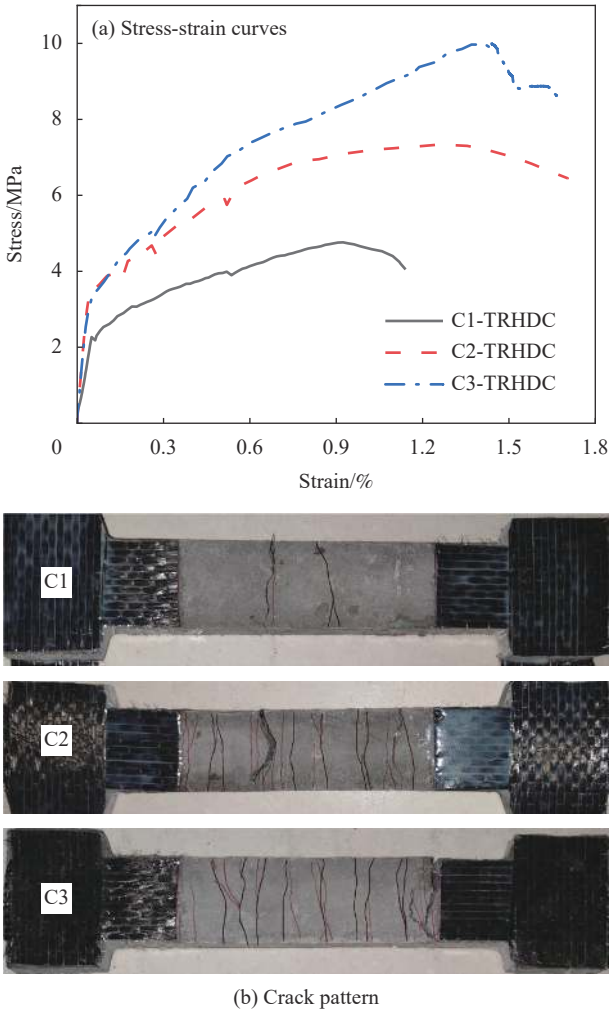 (a) Stress-strain curves
10
8
6
4
2
0
Stress/MPa
C1-TRHDC
C2-TRHDC
C3-TRHDC
0.3 0.6 0.9 1.2 1.5 1.8
Strain/%
C1
C2
C3
(b) Crack pattern